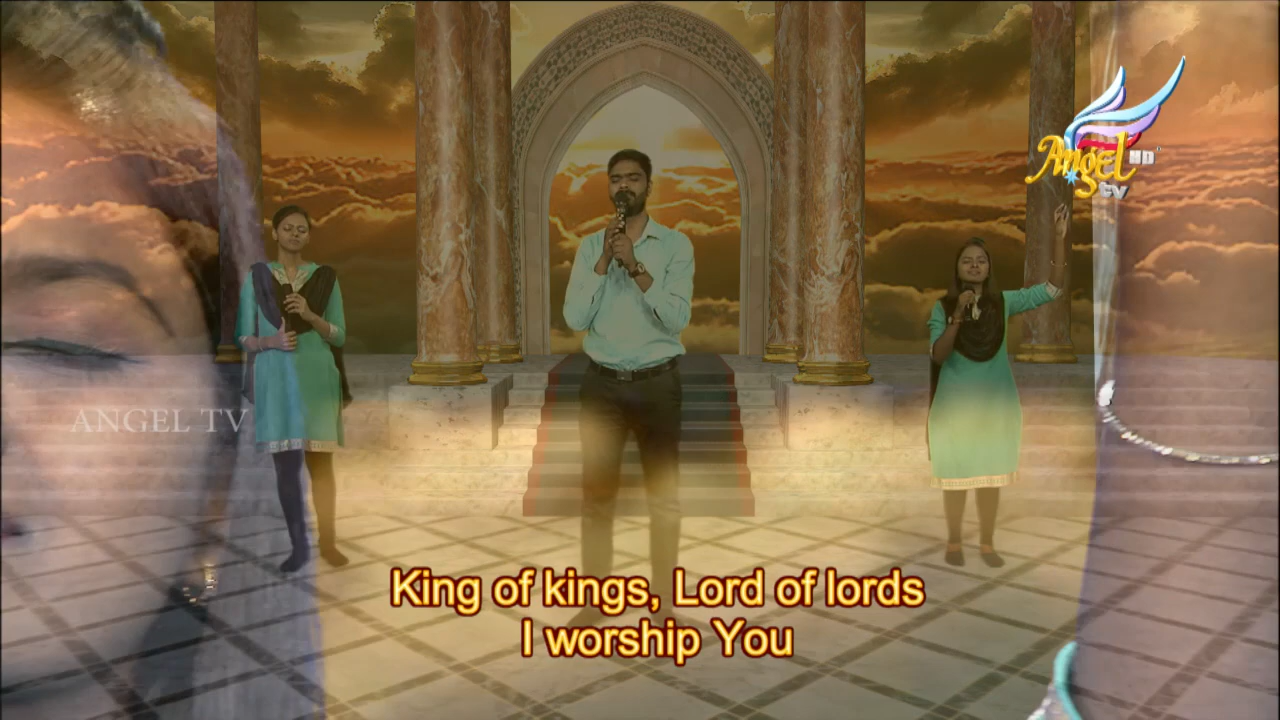 Angel HD
tv
ANGEL TV
King of kings, Lord of lords
I worship You